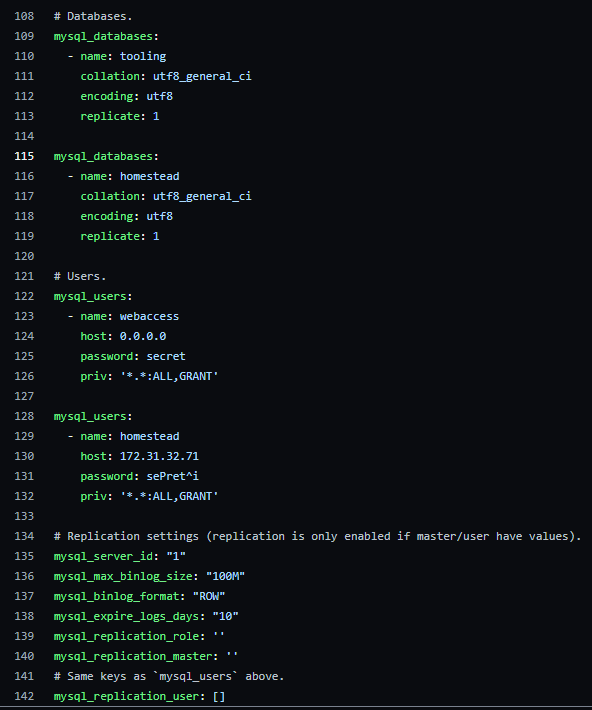 108 # Databases.
109 mysql_databases:
110   - name: tooling
111     collation: utf8_general_ci
112     encoding: utf8
113     replicate: 1
114
115 mysql_databases:
116   - name: homestead
117     collation: utf8_general_ci
118     encoding: utf8
119     replicate: 1
120
121 # Users.
122 mysql_users:
123   - name: webaccess
124     host: 0.0.0.0
125     password: secret
126     priv: '*.*:ALL,GRANT'
127
128 mysql_users:
129   - name: homestead
130     host: 172.31.32.71
131     password: sePret^i
132     priv: '*.*:ALL,GRANT'
133
134 # Replication settings (replication is only enabled if master/user have values).
135 mysql_server_id: "1"
136 mysql_max_binlog_size: "100M"
137 mysql_binlog_format: "ROW"
138 mysql_expire_logs_days: "10"
139 mysql_replication_role: ''
140 mysql_replication_master: ''
141 # Same keys as `mysql_users` above.
142 mysql_replication_user: []